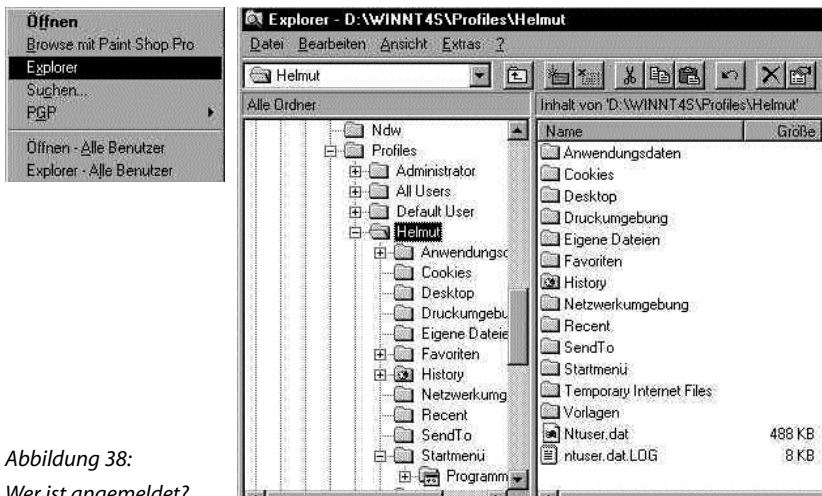 Öffnen
Browse mit Paint Shop Pro
Explorer
Suchen...
PGP
Öffnen - Alle Benutzer
Explorer - Alle Benutzer
Explorer - D:\WINNT4S\Profiles\He
Helmut
Datei Bearbeiten Ansicht Extras ?
Helmut
Alle Ordner
Ndw
Profiles
Administrator
All Users
Default User
Helmut
Anwendungsd
Cookies
Desktop
Druckumgebu
Eigene Dateie
Favoriten
History
Netzwerkumg
Recent
SendTo
Startmenü
Programm
Inhalt von 'D:\WINNT4S\Profiles\Helmut'
Name Größe
Anwendungsdaten
Cookies
Desktop
Druckumgebung
Eigene Dateien
Favoriten
History
Netzwerkumgebung
Recent
SendTo
Startmenü
Temporary Internet Files
Vorlagen
Ntuser.dat 488 KB
ntuser.dat.LOG 8 KB
Abbildung 38:
Wer ist angemeldet?